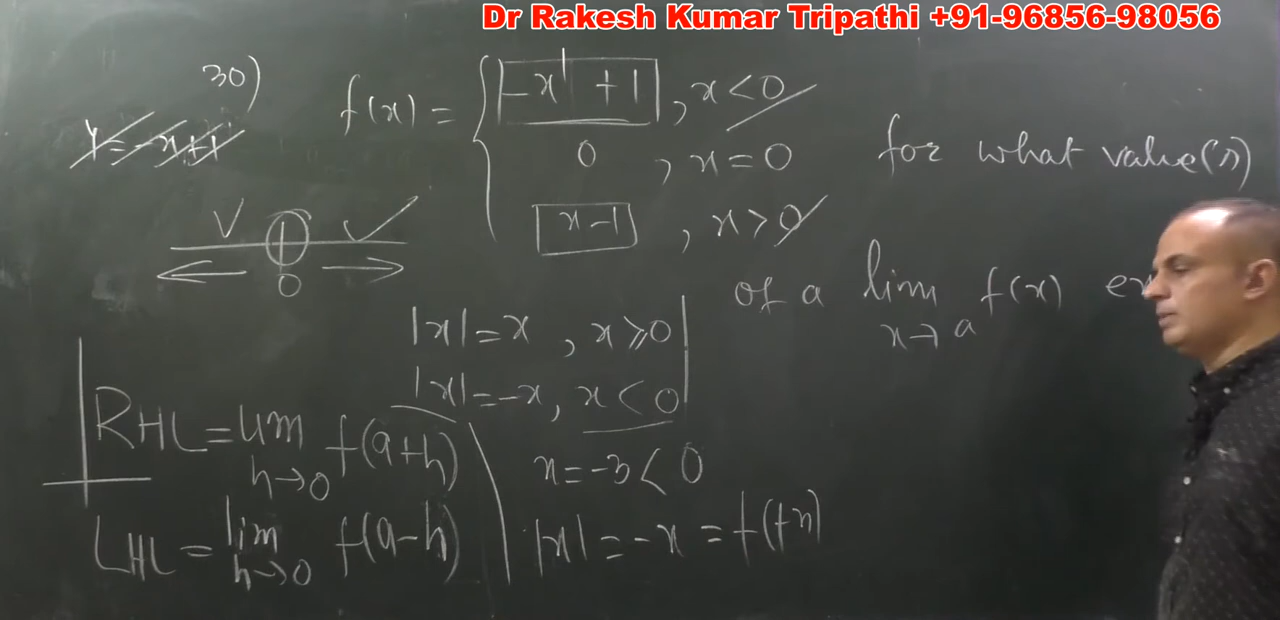 Dr Rakesh Kumar Tripathi +91-96856-98056
30)
y = -x+1
f(x) = { -x + 1 , x < 0
0 , x = 0
x - 1 , x > 0
for what value(s)
of a lim f(x)
x→a
0
|x| = x , x ≥ 0
|x| = -x , x < 0
RHL = lim f(a+h)
h→0
x = -3 < 0
LHL = lim f(a-h)
h→0
|x| = -x =